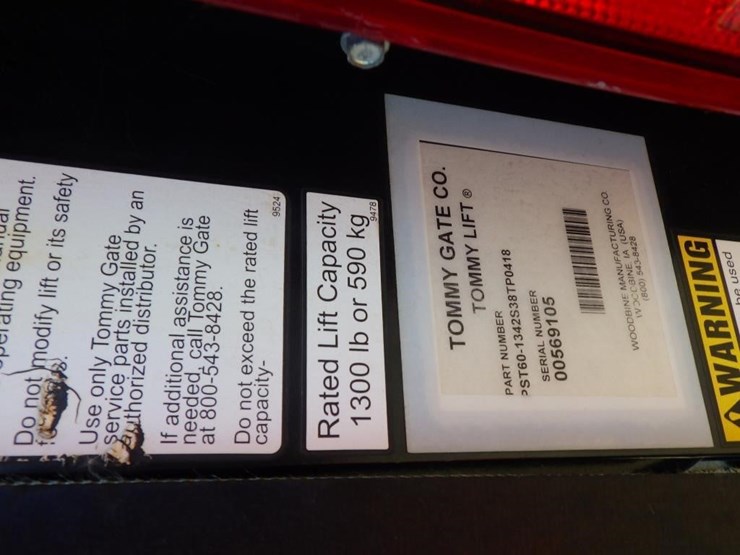 operating equipment.
Do not modify lift or its safety
Use only Tommy Gate
service parts installed by an
authorized distributor.
If additional assistance is
needed, call Tommy Gate
at 800-543-8428.
Do not exceed the rated lift
capacity-
9524
Rated Lift Capacity
1300 lb or 590 kg
9478
TOMMY GATE CO.
TOMMY LIFT ®
PART NUMBER
PST60-1342S38TP0418
SERIAL NUMBER
00569105
WOODBINE MANUFACTURING CO.
WOODBINE, IA (USA)
(800) 543-8428
WARNING
be used